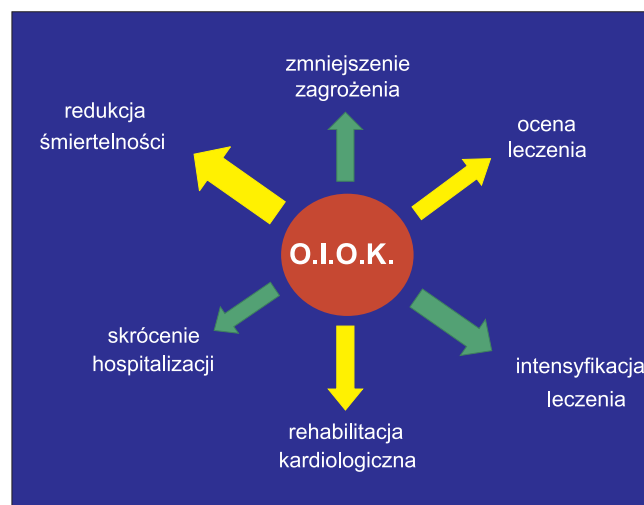 zmniejszenie
zagrożenia
redukcja
śmiertelności
ocena
leczenia
O.I.O.K.
skrócenie
hospitalizacji
intensyfikacja
leczenia
rehabilitacja
kardiologiczna